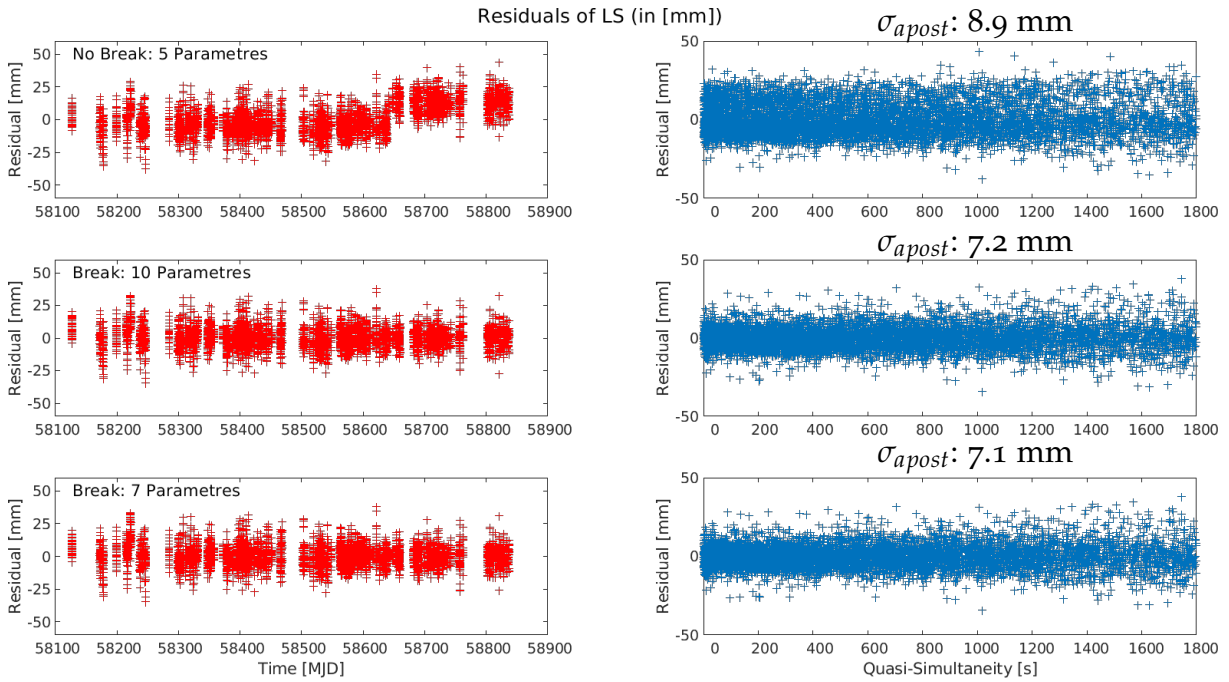 Residuals of LS (in [mm])
σapost: 8.9 mm
No Break: 5 Parametres
Residual [mm]
50
25
0
-25
-50
58100 58200 58300 58400 58500 58600 58700 58800 58900
Residual [mm]
50
0
-50
0 200 400 600 800 1000 1200 1400 1600 1800
σapost: 7.2 mm
Break: 10 Parametres
Residual [mm]
50
25
0
-25
-50
58100 58200 58300 58400 58500 58600 58700 58800 58900
Residual [mm]
50
0
-50
0 200 400 600 800 1000 1200 1400 1600 1800
σapost: 7.1 mm
Break: 7 Parametres
Residual [mm]
50
25
0
-25
-50
58100 58200 58300 58400 58500 58600 58700 58800 58900
Time [MJD]
Residual [mm]
50
0
-50
0 200 400 600 800 1000 1200 1400 1600 1800
Quasi-Simultaneity [s]